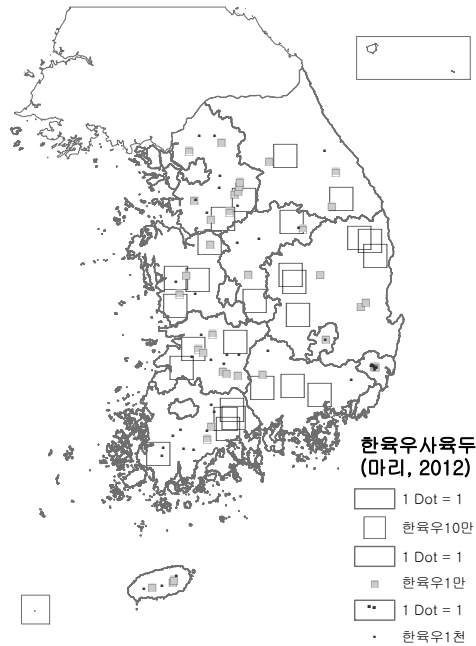 한육우사육두
(마리, 2012)
1 Dot = 1
한육우10만
1 Dot = 1
한육우1만
1 Dot = 1
한육우1천